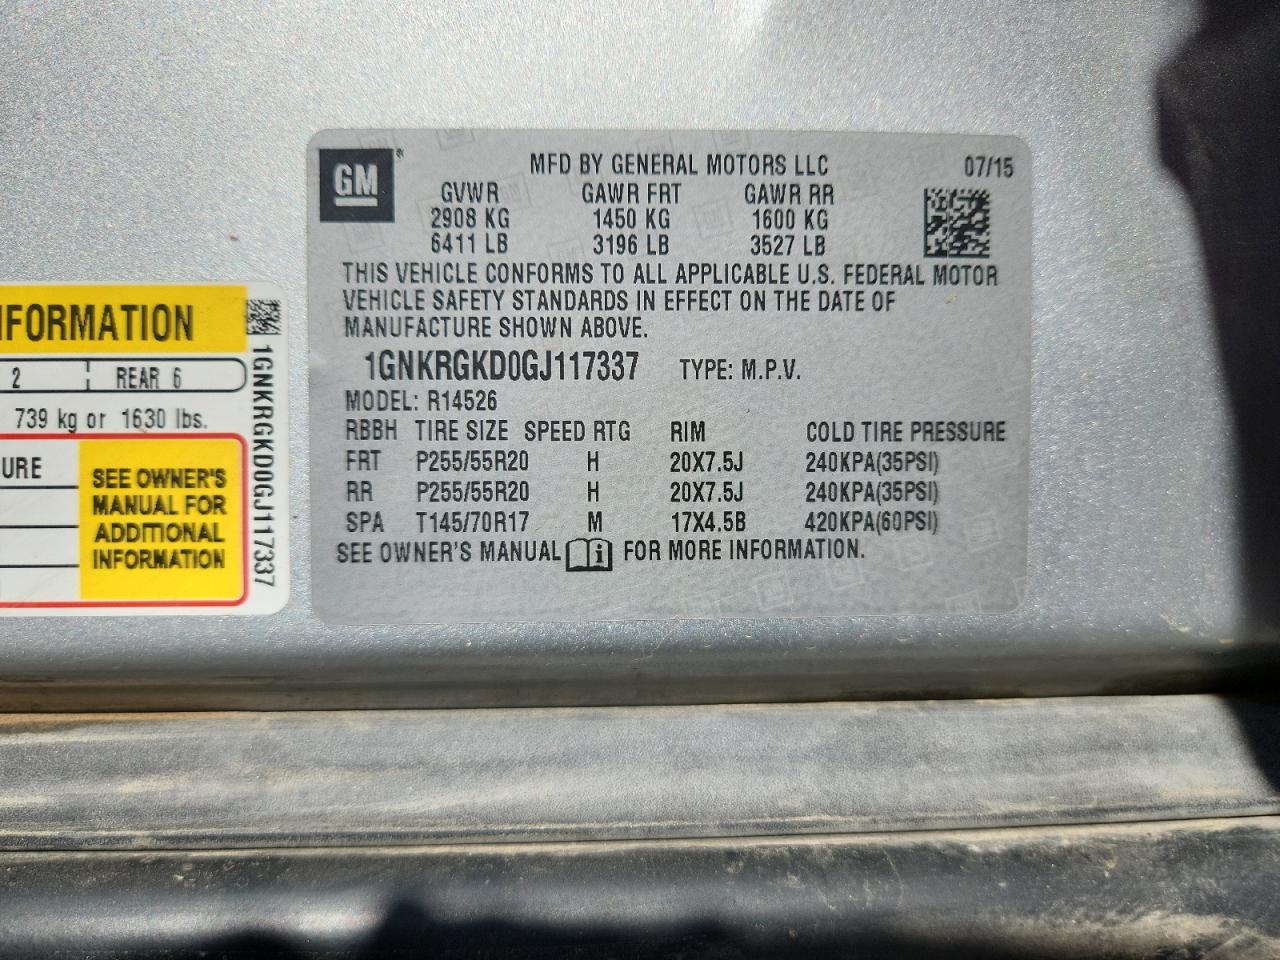 GM
MFD BY GENERAL MOTORS LLC 07/15
GVWR GAWR FRT GAWR RR
2908 KG 1450 KG 1600 KG
6411 LB 3196 LB 3527 LB
THIS VEHICLE CONFORMS TO ALL APPLICABLE U.S. FEDERAL MOTOR
VEHICLE SAFETY STANDARDS IN EFFECT ON THE DATE OF
MANUFACTURE SHOWN ABOVE.
1GNKRGKD0GJ117337 TYPE: M.P.V.
MODEL: R14526
RBBH TIRE SIZE SPEED RTG RIM COLD TIRE PRESSURE
FRT P255/55R20 H 20X7.5J 240KPA(35PSI)
RR P255/55R20 H 20X7.5J 240KPA(35PSI)
SPA T145/70R17 M 17X4.5B 420KPA(60PSI)
SEE OWNER'S MANUAL i FOR MORE INFORMATION.
NFORMATION
2 REAR 6
739 kg or 1630 lbs.
URE
SEE OWNER'S
MANUAL FOR
ADDITIONAL
INFORMATION
1GNKRGKD0GJ117337